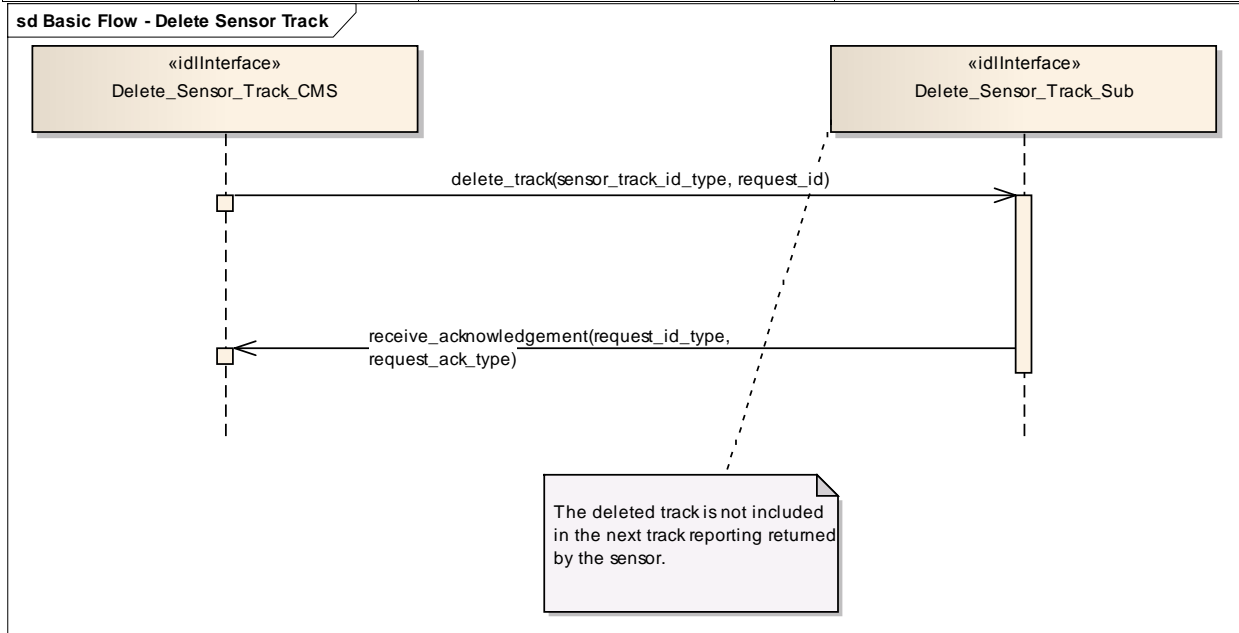 sd Basic Flow - Delete Sensor Track
«idlInterface»
Delete_Sensor_Track_CMS
«idlInterface»
Delete_Sensor_Track_Sub
delete_track(sensor_track_id_type, request_id)
receive_acknowledgement(request_id_type,
request_ack_type)
The deleted track is not included
in the next track reporting returned
by the sensor.